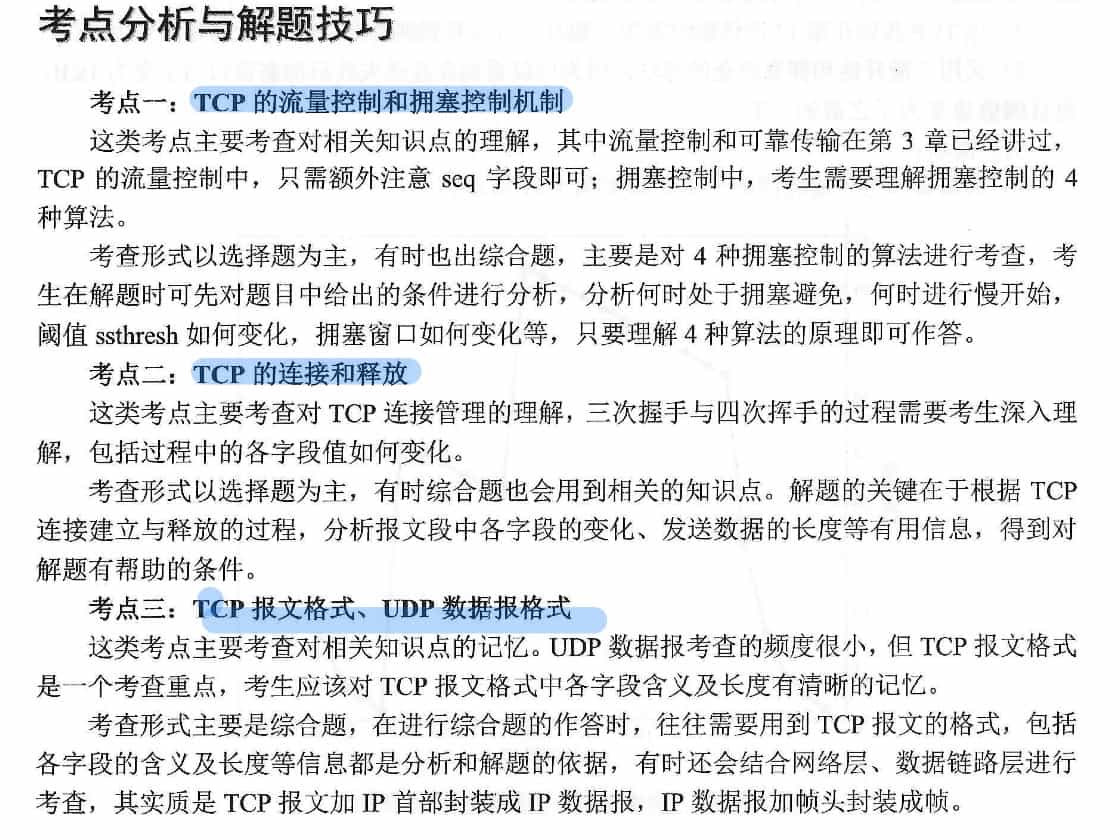 考点分析与解题技巧
考点一：TCP 的流量控制和拥塞控制机制
这类考点主要考查对相关知识点的理解，其中流量控制和可靠传输在第 3 章已经讲过，
TCP 的流量控制中，只需额外注意 seq 字段即可；拥塞控制中，考生需要理解拥塞控制的 4
种算法。
考查形式以选择题为主，有时也出综合题，主要是对 4 种拥塞控制的算法进行考查，考
生在解题时可先对题目中给出的条件进行分析，分析何时处于拥塞避免，何时进行慢开始，
阈值 ssthresh 如何变化，拥塞窗口如何变化等，只要理解 4 种算法的原理即可作答。
考点二：TCP 的连接和释放
这类考点主要考查对 TCP 连接管理的理解，三次握手与四次挥手的过程需要考生深入理
解，包括过程中的各字段值如何变化。
考查形式以选择题为主，有时综合题也会用到相关的知识点。解题的关键在于根据 TCP
连接建立与释放的过程，分析报文段中各字段的变化、发送数据的长度等有用信息，得到对
解题有帮助的条件。
考点三：TCP 报文格式、UDP 数据报格式
这类考点主要考查对相关知识点的记忆。UDP 数据报考查的频度很小，但 TCP 报文格式
是一个考查重点，考生应该对 TCP 报文格式中各字段含义及长度有清晰的记忆。
考查形式主要是综合题，在进行综合题的作答时，往往需要用到 TCP 报文的格式，包括
各字段的含义及长度等信息都是分析和解题的依据，有时还会结合网络层、数据链路层进行
考查，其实质是 TCP 报文加 IP 首部封装成 IP 数据报，IP 数据报加帧头封装成帧。